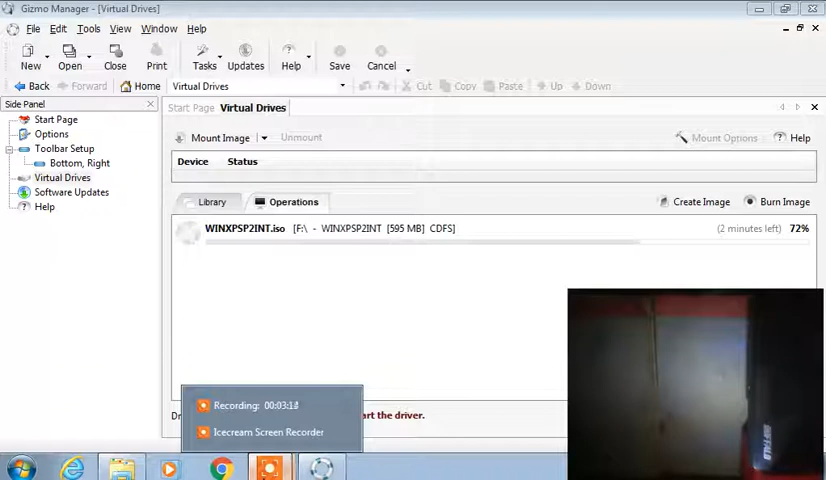 Gizmo Manager - [Virtual Drives]
File Edit Tools View Window Help
New Open Close Print Tasks Updates Help Save Cancel
Back Forward Home Virtual Drives Cut Copy Paste Up Down
Side Panel
Start Page
Options
Toolbar Setup
Bottom, Right
Virtual Drives
Software Updates
Help
Start Page Virtual Drives
Mount Image Unmount Mount Options Help
Device Status
Library Operations Create Image Burn Image
WINXPSP2INT.iso [F:\ - WINXPSP2INT [595 MB] CDFS] (2 minutes left) 72%
Recording:
Icecream Screen Recorder
art the driver.
BUFFALO